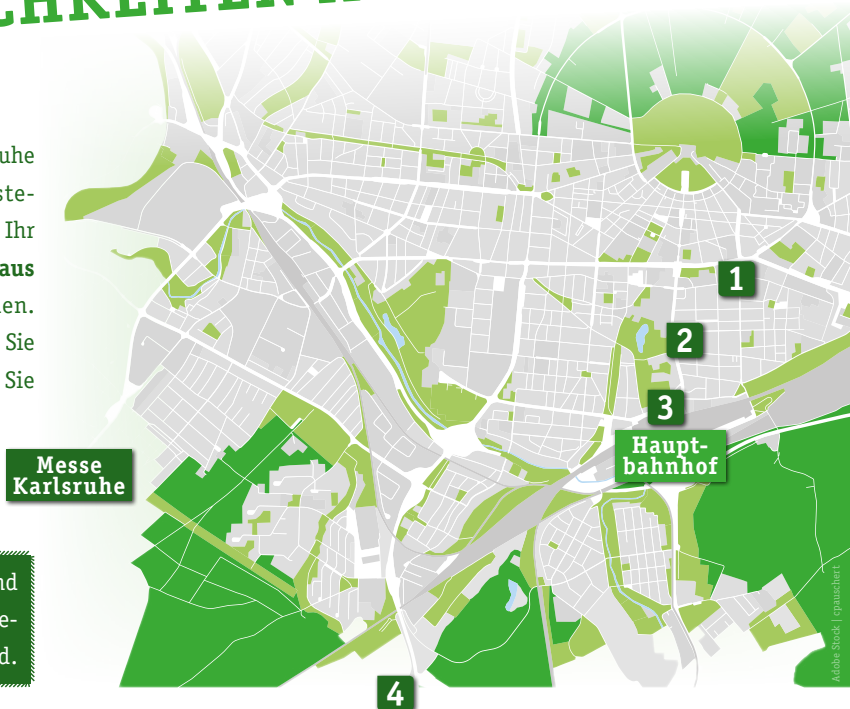 uhe
ste-
Ihr
aus
en.
Sie
Sie
1
2
3
Haupt-
bahnhof
Messe
Karlsruhe
nd
e-
d.
4
Adobe Stock | cpauschert